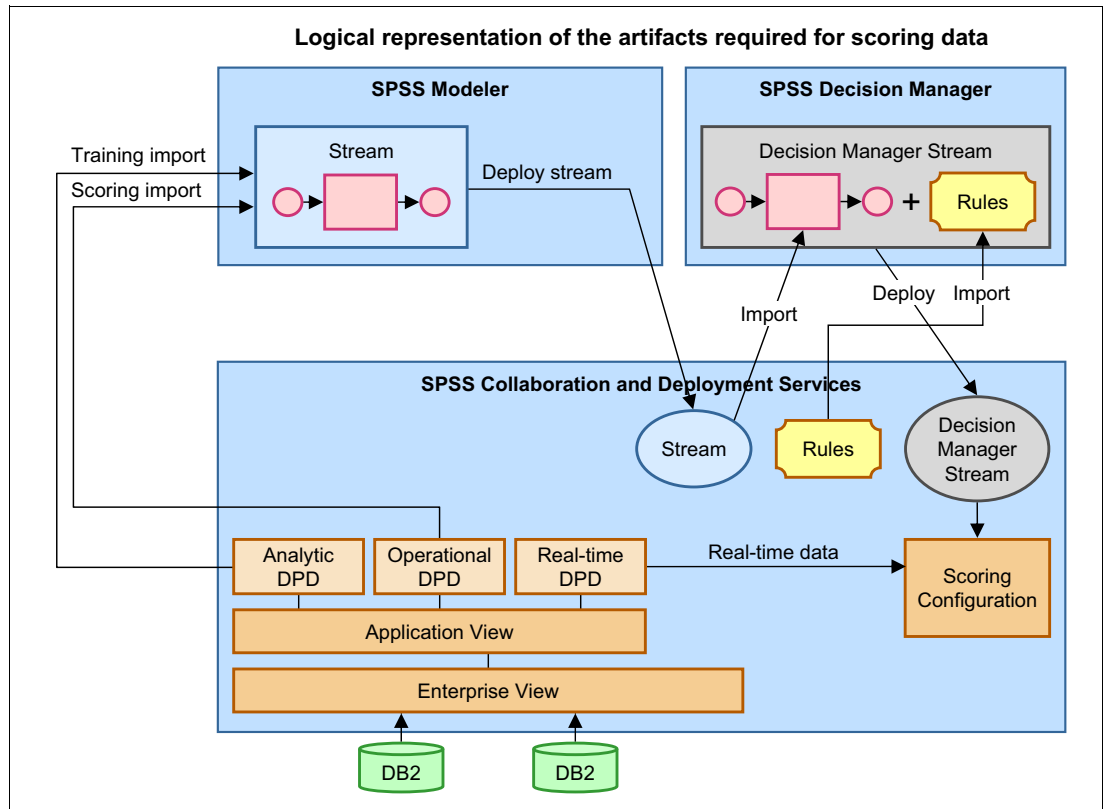 Logical representation of the artifacts required for scoring data
SPSS Modeler
SPSS Decision Manager
Training import
Scoring import
Stream
Deploy stream
Decision Manager Stream
+
Rules
Import
Deploy
Import
SPSS Collaboration and Deployment Services
Stream
Rules
Decision
Manager
Stream
Analytic
DPD
Operational
DPD
Real-time
DPD
Real-time data
Scoring
Configuration
Application View
Enterprise View
DB2
DB2